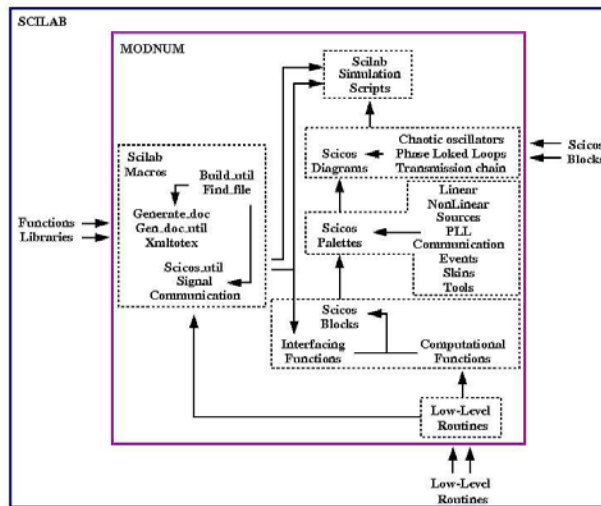 SCILAB
MODNUM
Scilab
Simulation
Scripts
Scilab
Macros
Build_util
Find_file
Generate_doc
Gen_doc_util
Xmltotex
Scicos_util
Signal
Communication
Functions
Libraries
Scicos
Diagrams
Chaotic oscillators
Phase Loked Loops
Transmission chain
Scicos
Blocks
Scicos
Palettes
Linear
NonLinear
Sources
PLL
Communication
Events
Skins
Tools
Scicos
Blocks
Interfacing
Functions
Computational
Functions
Low-Level
Routines
Low-Level
Routines